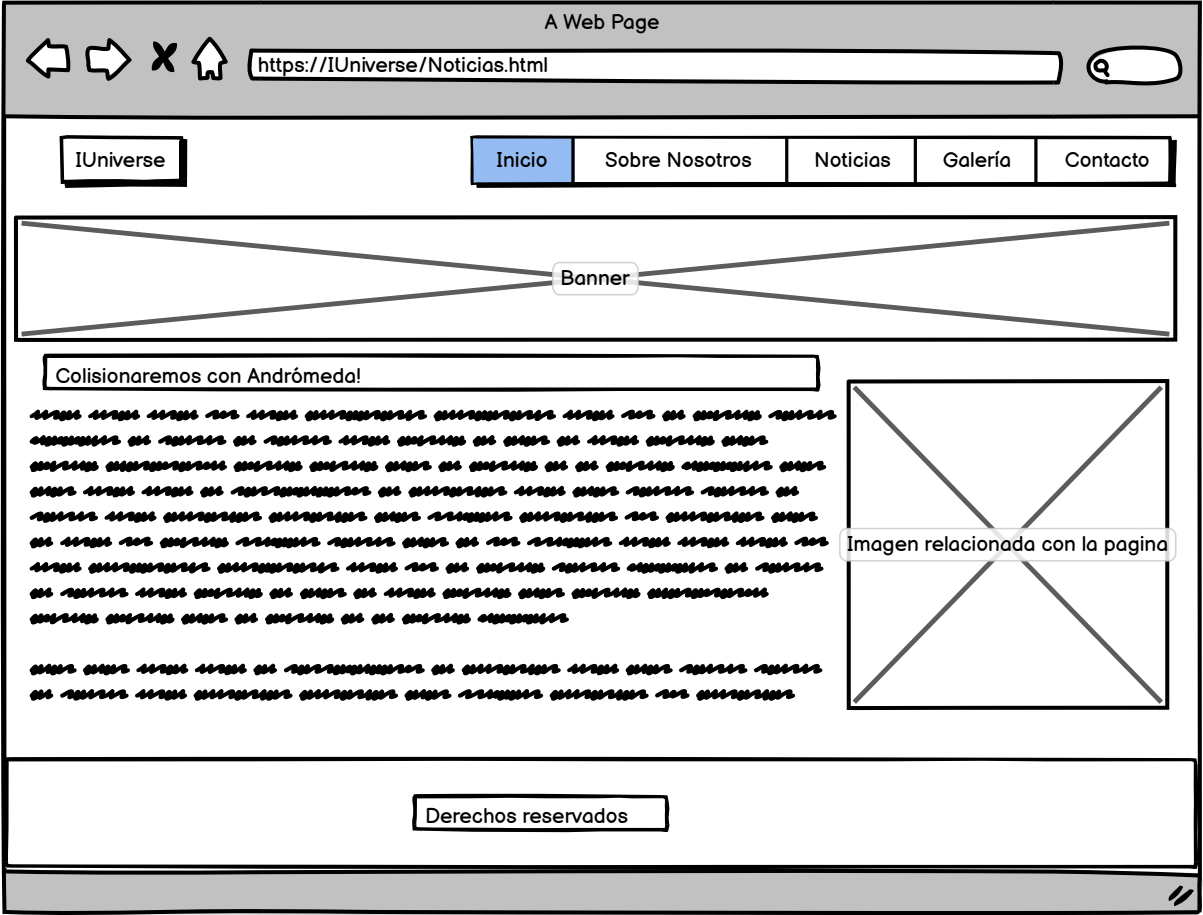 A Web Page
https://IUniverse/Noticias.html
IUniverse
Inicio Sobre Nosotros Noticias Galería Contacto
Banner
Colisionaremos con Andrómeda!
Imagen relacionada con la pagina
Derechos reservados